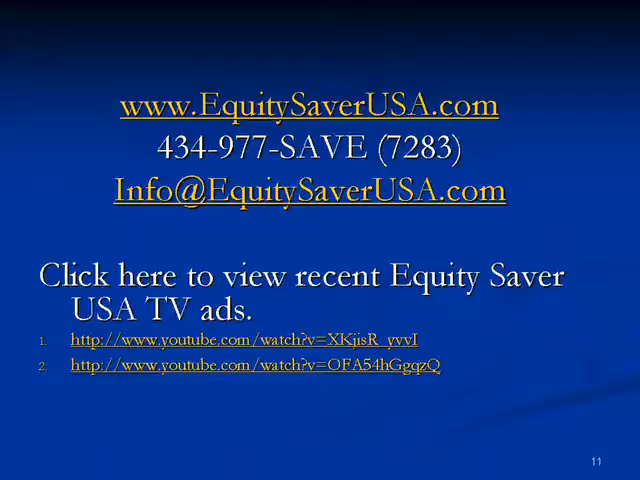 www.EquitySaverUSA.com
434-977-SAVE (7283)
Info@EquitySaverUSA.com
Click here to view recent Equity Saver
USA TV ads.
1. http://www.youtube.com/watch?v=XKjisR_yvvI
2. http://www.youtube.com/watch?v=OFA54hGgqzQ
11